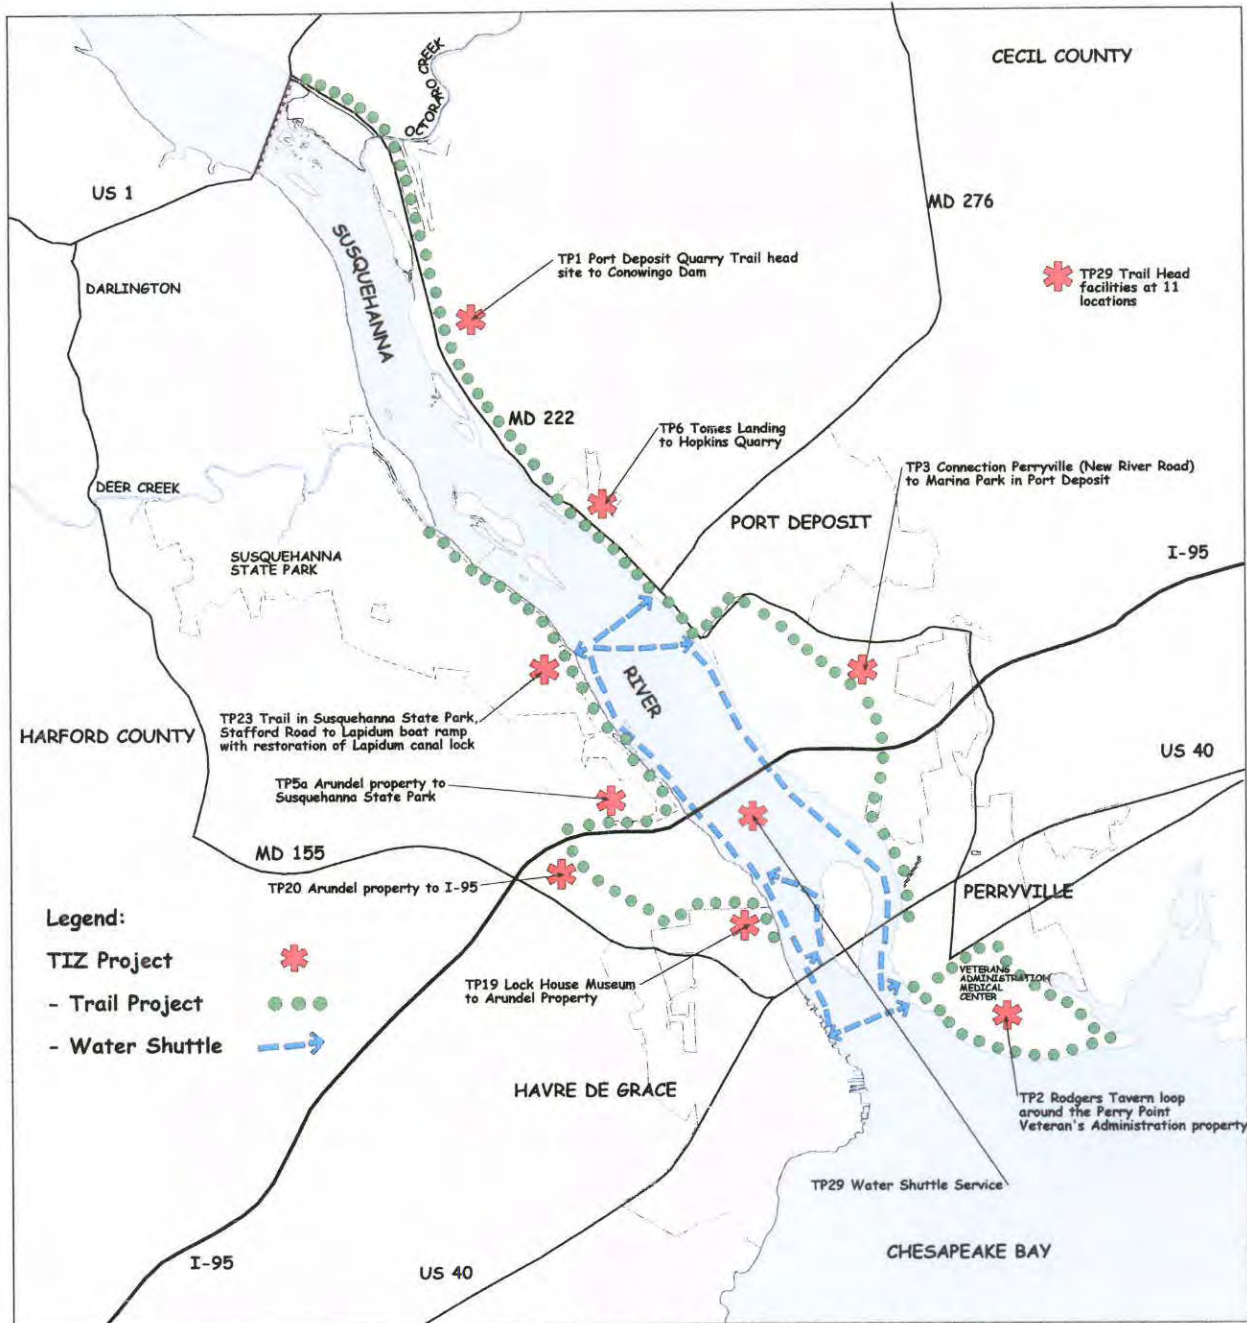 CECIL COUNTY
OCTORARO CREEK
US 1
MD 276
SUSQUEHANNA
TP1 Port Deposit Quarry Trail head
site to Conowingo Dam
TP29 Trail Head
facilities at 11
locations
DARLINGTON
MD 222
TP6 Tomes Landing
to Hopkins Quarry
TP3 Connection Perryville (New River Road)
to Marina Park in Port Deposit
DEER CREEK
PORT DEPOSIT
SUSQUEHANNA
STATE PARK
I-95
RIVER
TP23 Trail in Susquehanna State Park,
Stafford Road to Lapidum boat ramp
with restoration of Lapidum canal lock
HARFORD COUNTY
US 40
TP5a Arundel property to
Susquehanna State Park
MD 155
TP20 Arundel property to I-95
PERRYVILLE
Legend:
TIZ Project
- Trail Project
- Water Shuttle
TP19 Lock House Museum
to Arundel Property
VETERANS
ADMINISTRATION
MEDICAL
CENTER
HAVRE DE GRACE
TP2 Rodgers Tavern loop
around the Perry Point
Veteran's Administration property
TP29 Water Shuttle Service
CHESAPEAKE BAY
I-95
US 40